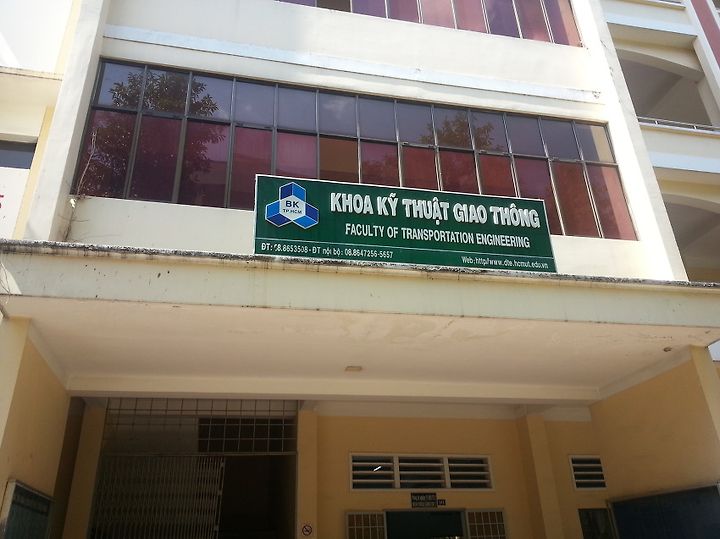 BK
TP.HCM
KHOA KỸ THUẬT GIAO THÔNG
FACULTY OF TRANSPORTATION ENGINEERING
ĐT: 08.8653508 - ĐT nội bộ: 08.8647256-5657
Web: http//www.dte.hcmut.edu.vn